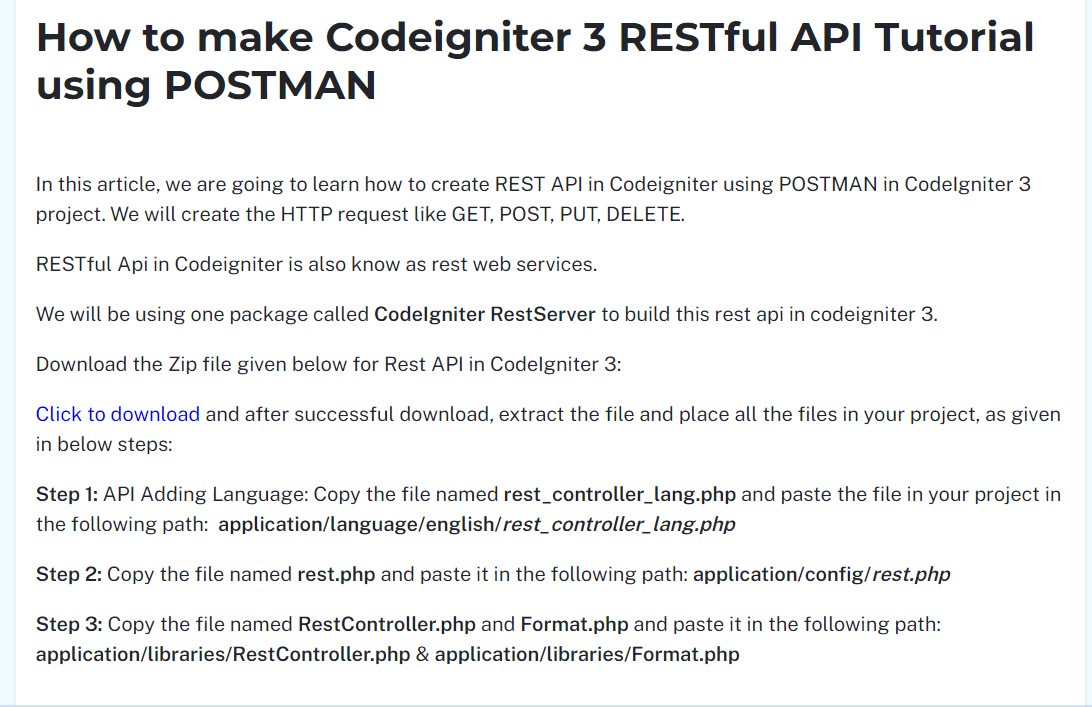 How to make Codeigniter 3 RESTful API Tutorial
using POSTMAN
In this article, we are going to learn how to create REST API in Codeigniter using POSTMAN in CodeIgniter 3
project. We will create the HTTP request like GET, POST, PUT, DELETE.
RESTful Api in Codeigniter is also know as rest web services.
We will be using one package called CodeIgniter RestServer to build this rest api in codeigniter 3.
Download the Zip file given below for Rest API in CodeIgniter 3:
Click to download and after successful download, extract the file and place all the files in your project, as given
in below steps:
Step 1: API Adding Language: Copy the file named rest_controller_lang.php and paste the file in your project in
the following path: application/language/english/rest_controller_lang.php
Step 2: Copy the file named rest.php and paste it in the following path: application/config/rest.php
Step 3: Copy the file named RestController.php and Format.php and paste it in the following path:
application/libraries/RestController.php & application/libraries/Format.php